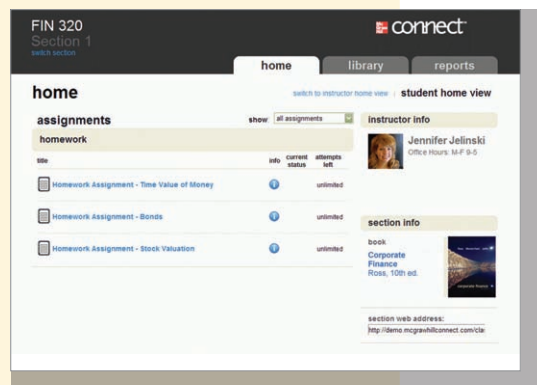 FIN 320
Section 1
switch section
connect
home
library
reports
home
switch to instructor home view | student home view
assignments
show: all assignments
homework
title
info
current status
attempts left
Homework Assignment - Time Value of Money
unlimited
Homework Assignment - Bonds
unlimited
Homework Assignment - Stock Valuation
unlimited
instructor info
Jennifer Jelinski
Office Hours: M-F 9-5
section info
book
Corporate
Finance
Ross, 10th ed.
corporate finance
section web address:
http://demo.mcgrawhillconnect.com/cla